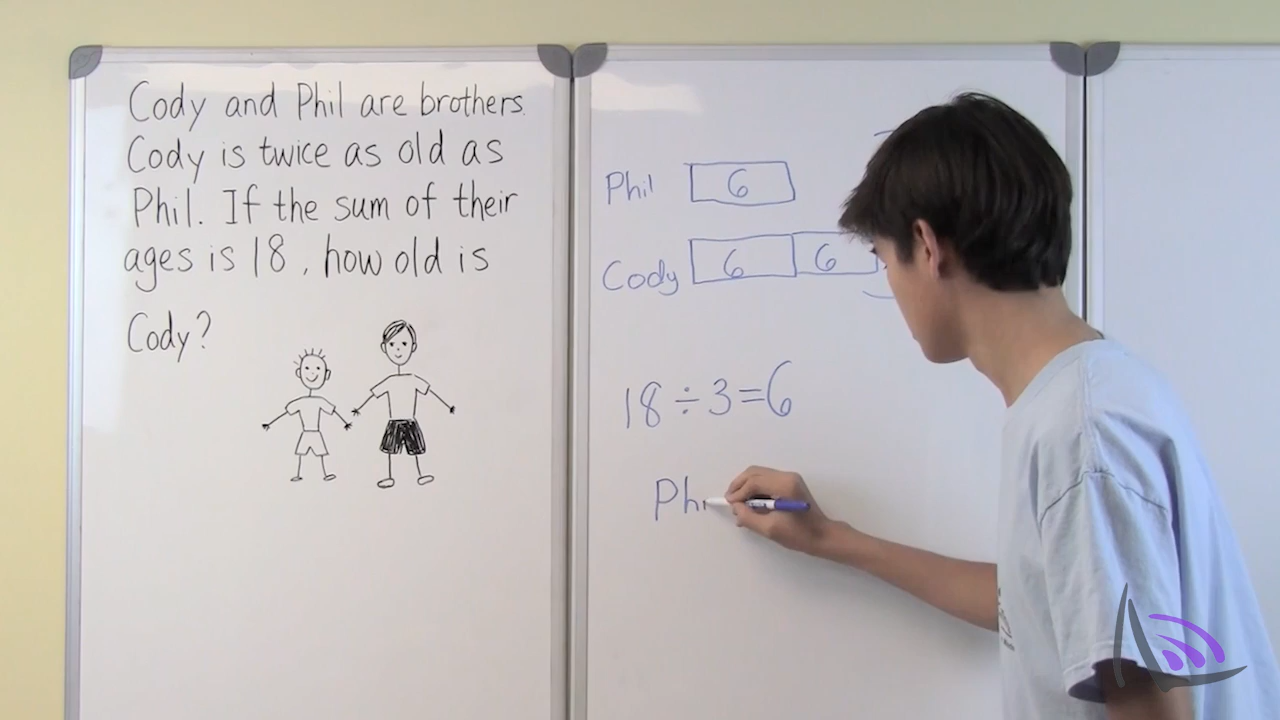 Cody and Phil are brothers.
Cody is twice as old as
Phil. If the sum of their
ages is 18, how old is
Cody?
Phil 6
Cody 6 6
18 ÷ 3 = 6
Phi